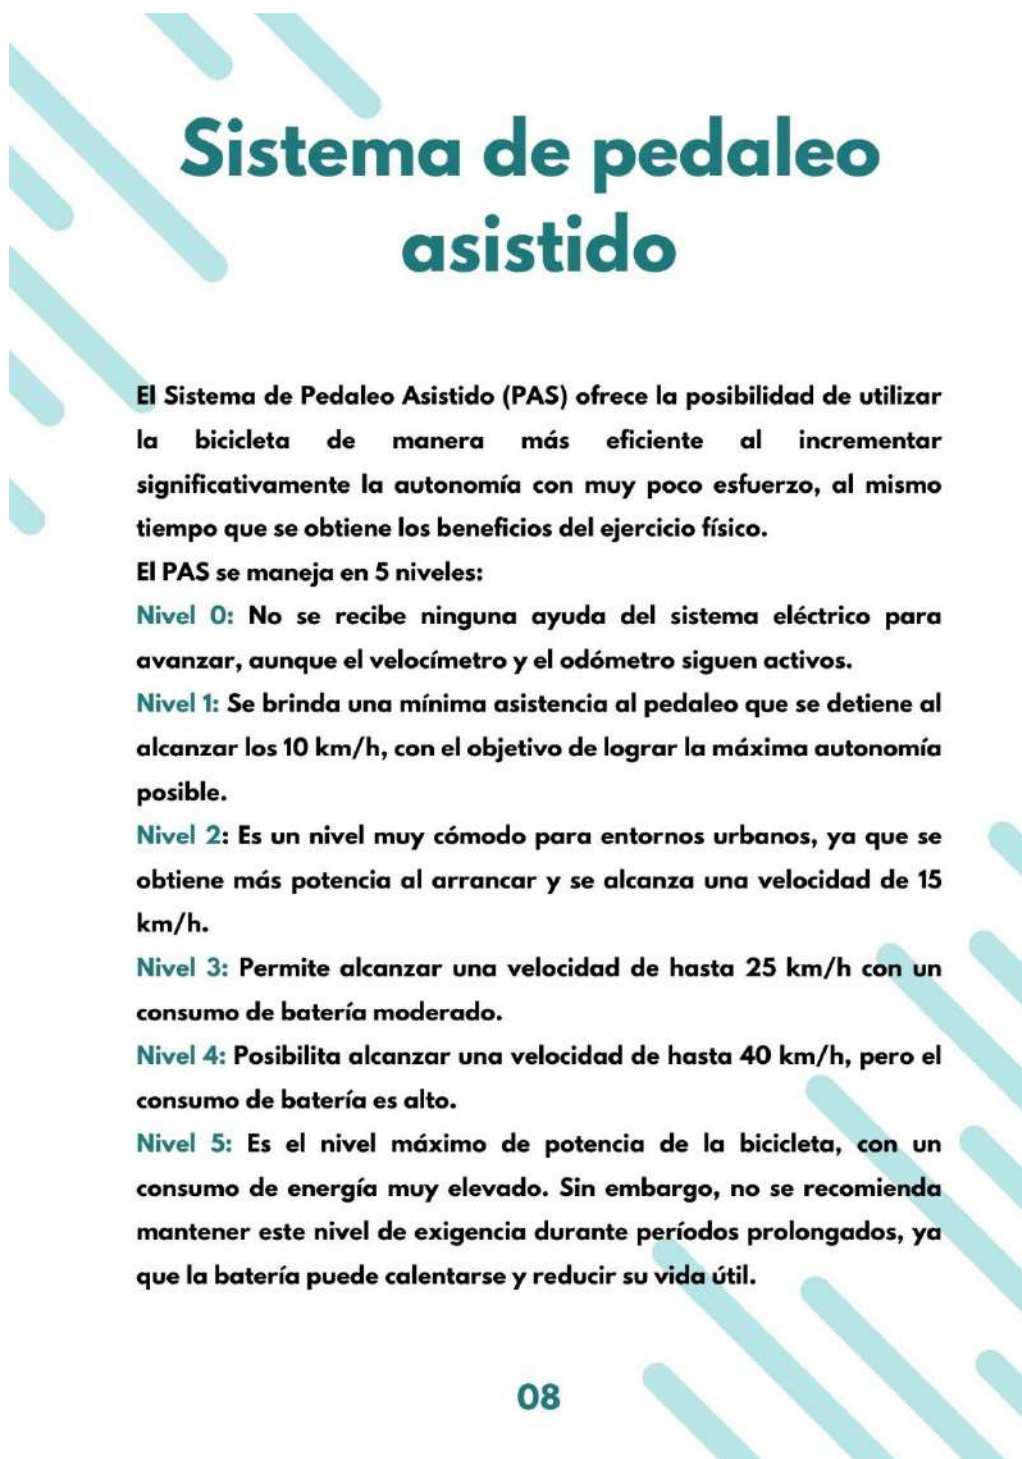 Sistema de pedaleo
asistido
El Sistema de Pedaleo Asistido (PAS) ofrece la posibilidad de utilizar
la bicicleta de manera más eficiente al incrementar
significativamente la autonomía con muy poco esfuerzo, al mismo
tiempo que se obtiene los beneficios del ejercicio físico.
El PAS se maneja en 5 niveles:
Nivel 0: No se recibe ninguna ayuda del sistema eléctrico para
avanzar, aunque el velocímetro y el odómetro siguen activos.
Nivel 1: Se brinda una mínima asistencia al pedaleo que se detiene al
alcanzar los 10 km/h, con el objetivo de lograr la máxima autonomía
posible.
Nivel 2: Es un nivel muy cómodo para entornos urbanos, ya que se
obtiene más potencia al arrancar y se alcanza una velocidad de 15
km/h.
Nivel 3: Permite alcanzar una velocidad de hasta 25 km/h con un
consumo de batería moderado.
Nivel 4: Posibilita alcanzar una velocidad de hasta 40 km/h, pero el
consumo de batería es alto.
Nivel 5: Es el nivel máximo de potencia de la bicicleta, con un
consumo de energía muy elevado. Sin embargo, no se recomienda
mantener este nivel de exigencia durante períodos prolongados, ya
que la batería puede calentarse y reducir su vida útil.
08